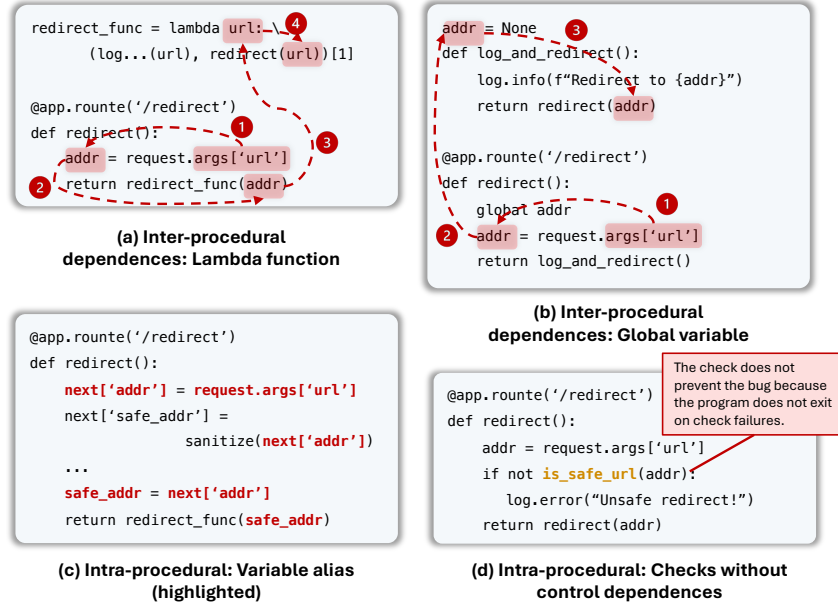 redirect_func = lambda url: \
(log...(url), redirect(url))[1]
@app.rounte(‘/redirect’)
def redirect():
addr = request.args[‘url’]
return redirect_func(addr)
1
2
3
4
(a) Inter-procedural
dependences: Lambda function
addr = None
def log_and_redirect():
log.info(f“Redirect to {addr}”)
return redirect(addr)
@app.rounte(‘/redirect’)
def redirect():
global addr
addr = request.args[‘url’]
return log_and_redirect()
1
2
3
(b) Inter-procedural
dependences: Global variable
@app.rounte(‘/redirect’)
def redirect():
next[‘addr’] = request.args[‘url’]
next[‘safe_addr’] =
sanitize(next[‘addr’])
...
safe_addr = next[‘addr’]
return redirect_func(safe_addr)
(c) Intra-procedural: Variable alias
(highlighted)
The check does not
prevent the bug because
the program does not exit
on check failures.
@app.rounte(‘/redirect’)
def redirect():
addr = request.args[‘url’]
if not is_safe_url(addr):
log.error(“Unsafe redirect!”)
return redirect(addr)
(d) Intra-procedural: Checks without
control dependences